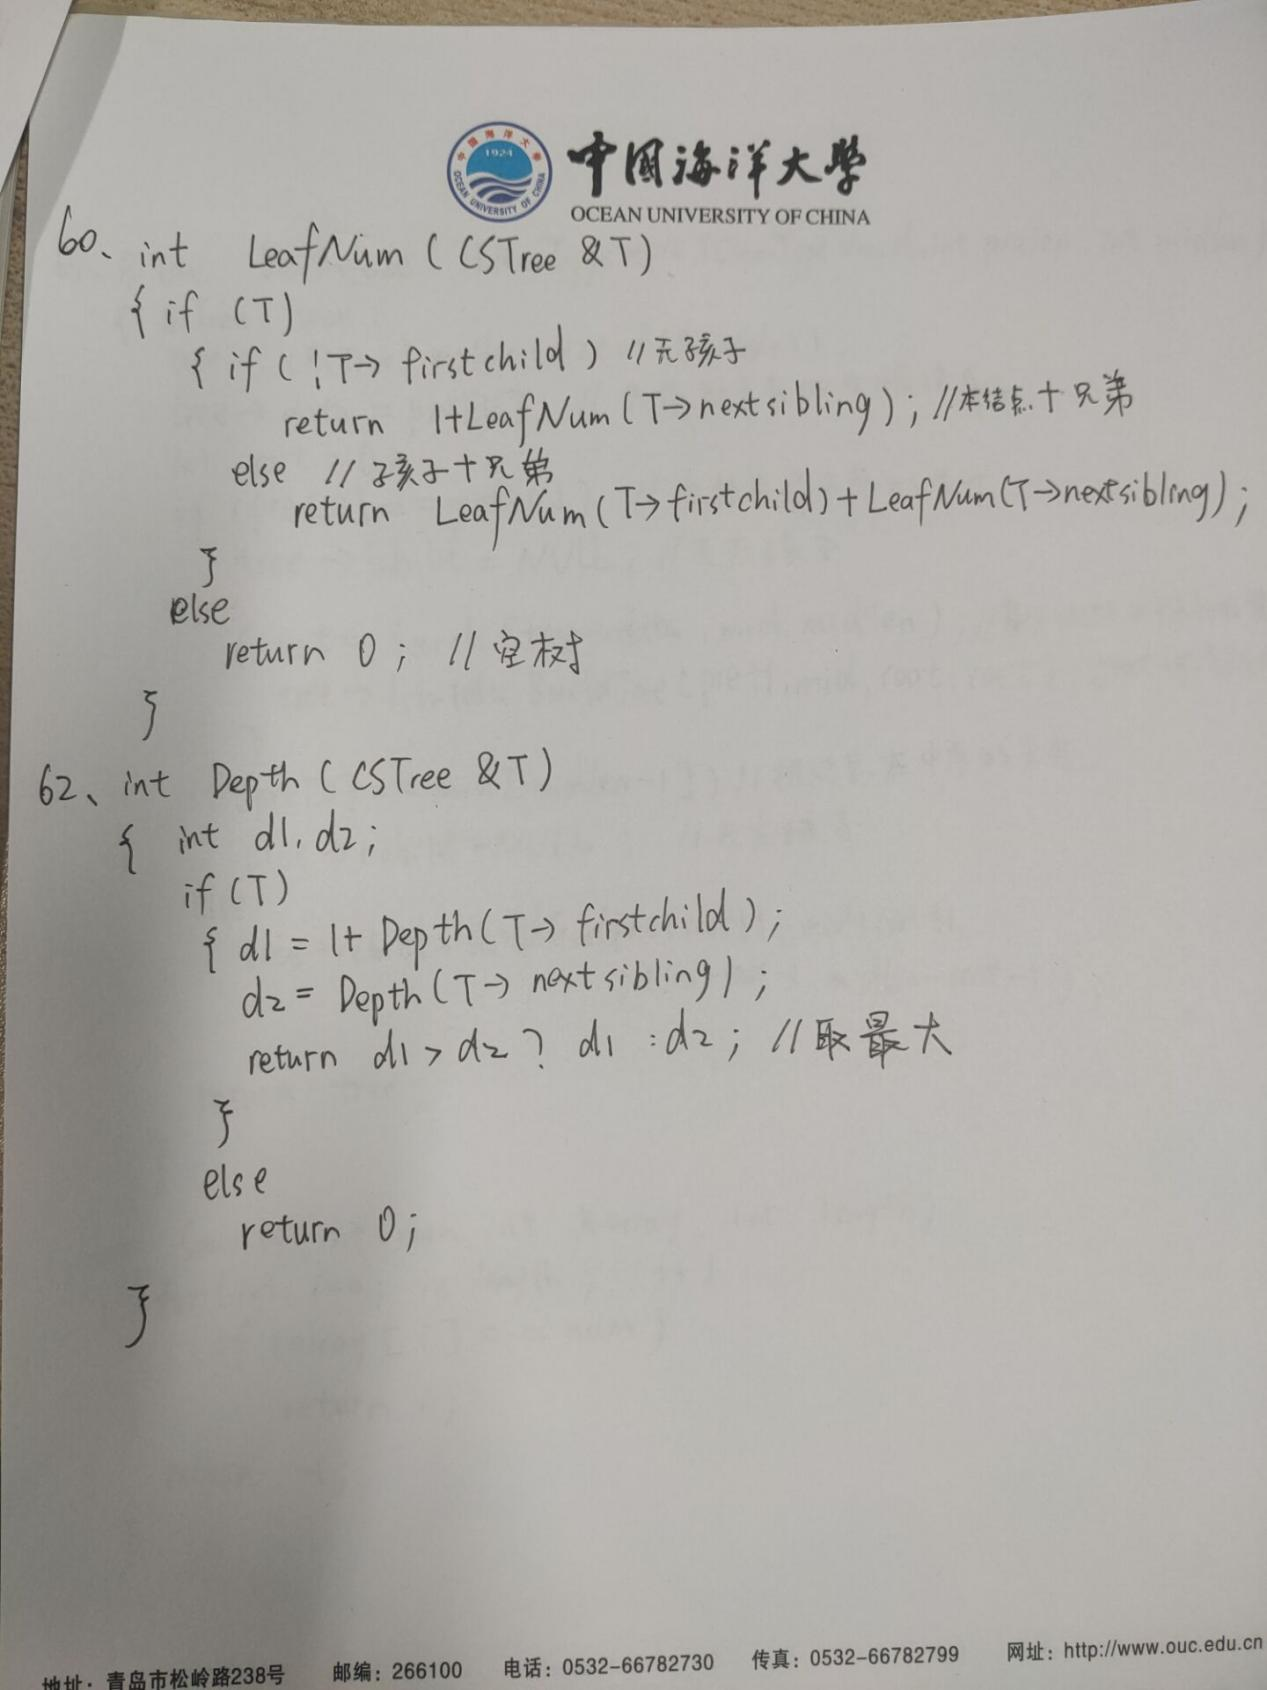 中国海洋大学
OCEAN UNIVERSITY OF CHINA
60、int LeafNum (CSTree &T)
{ if (T)
{ if ( !T→ firstchild ) //无孩子
return 1+LeafNum (T→nextsibling) ; //本结点+兄弟
else // 孩子+兄弟
return LeafNum(T→firstchild)+LeafNum(T→nextsibling) ;
}
else
return 0 ; // 空树
}
62、int Depth (CSTree &T)
{ int d1, d2;
if (T)
{ d1 = 1+ Depth(T→ firstchild) ;
d2= Depth(T→ nextsibling) ;
return d1 > d2 ? d1 : d2 ; //取最大
}
else
return 0;
}
地址：青岛市松岭路238号 邮编：266100 电话：0532-66782730 传真：0532-66782799 网址：http://www.ouc.edu.cn